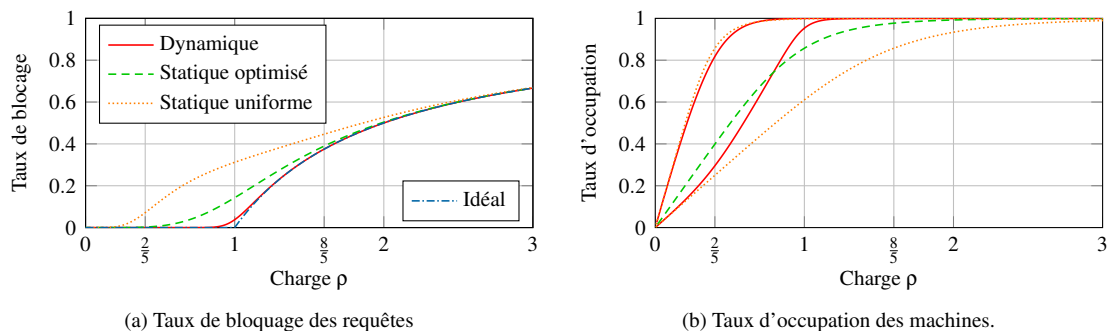 Taux de blocage
1
0.8
0.6
0.4
0.2
0
Dynamique
Statique optimisé
Statique uniforme
Idéal
0 2/5 1 8/5 2 3
Charge ρ
(a) Taux de bloquage des requêtes
Taux d'occupation
1
0.8
0.6
0.4
0.2
0
0 2/5 1 8/5 2 3
Charge ρ
(b) Taux d'occupation des machines.